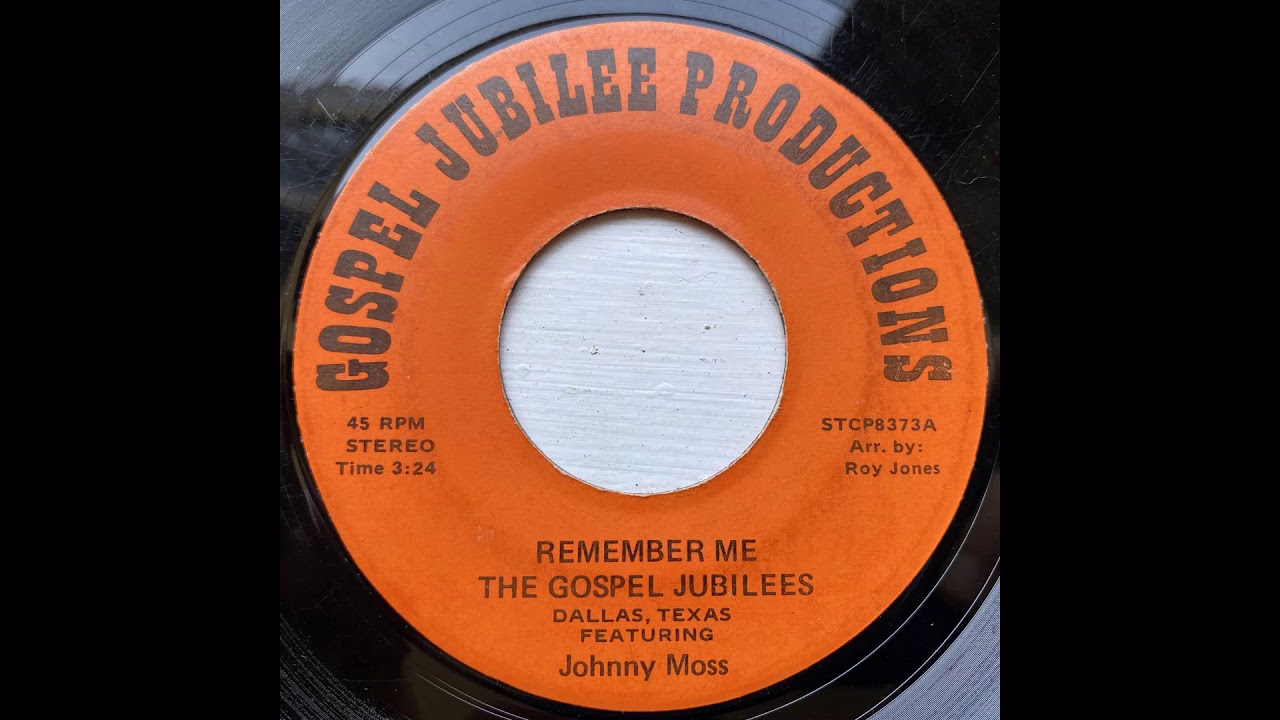 GOSPEL JUBILEE PRODUCTIONS
45 RPM
STEREO
Time 3:24
STCP8373A
Arr. by:
Roy Jones
REMEMBER ME
THE GOSPEL JUBILEES
DALLAS, TEXAS
FEATURING
Johnny Moss